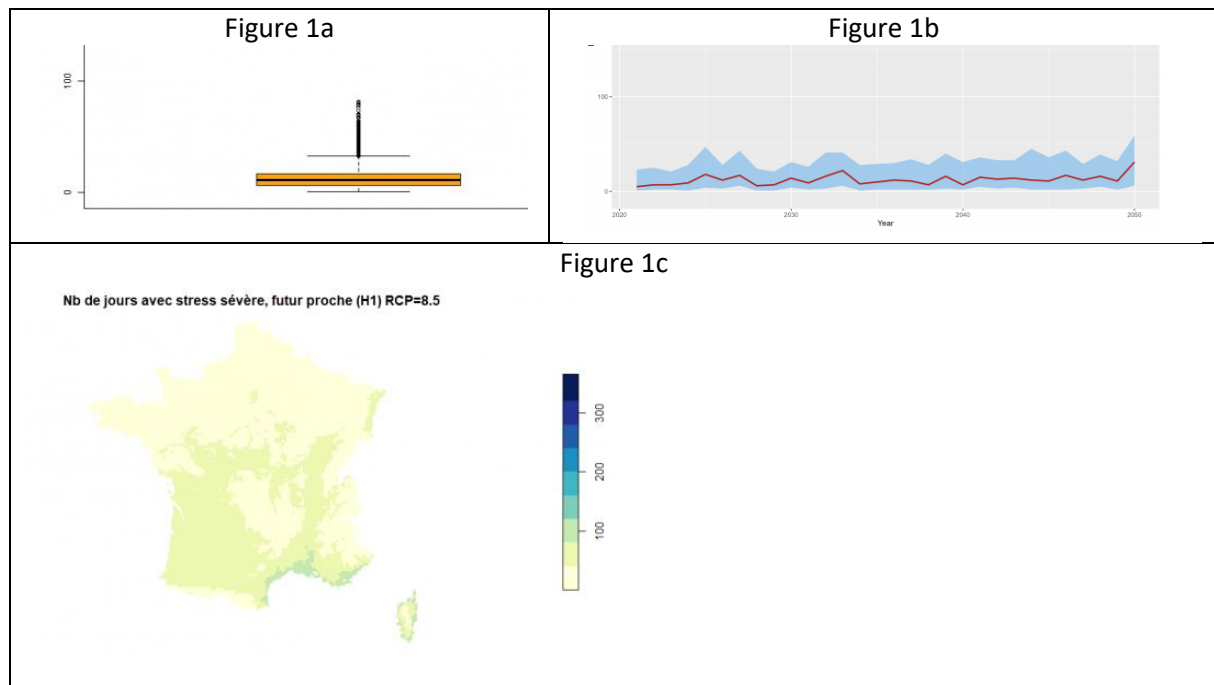 Figure 1a
Figure 1b
100
0
100
0
2020
2030
2040
2050
Year
Figure 1c
Nb de jours avec stress sévère, futur proche (H1) RCP=8.5
300
200
100